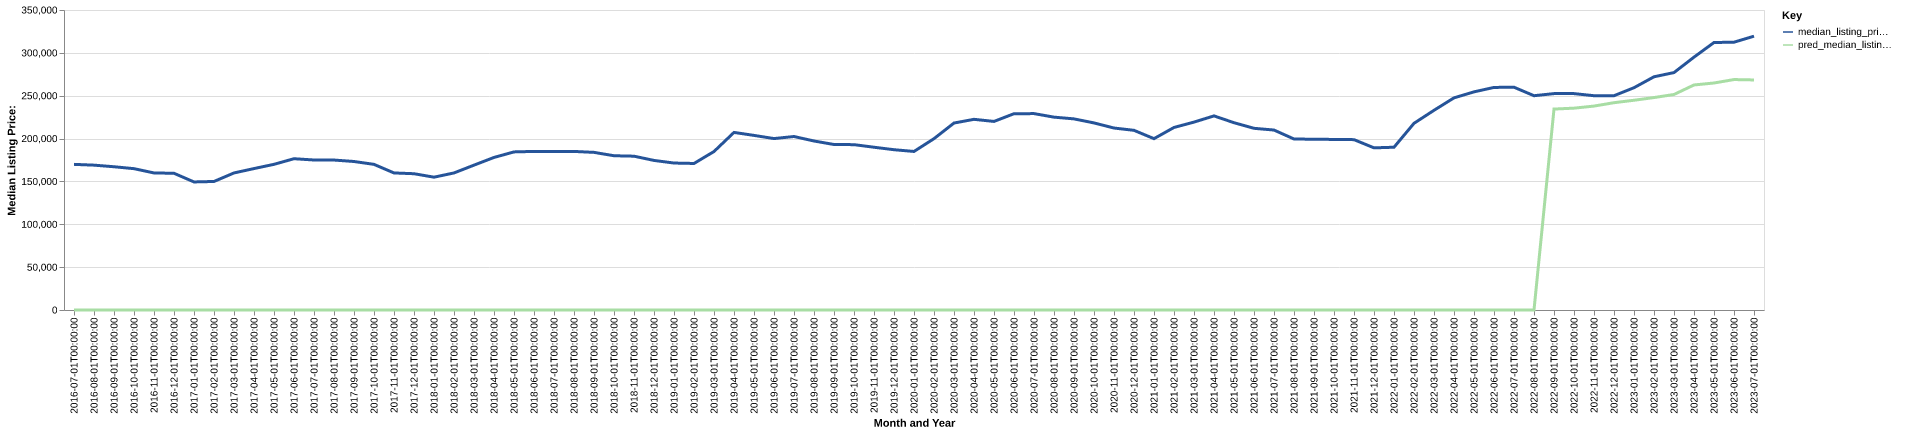 350,000
300,000
250,000
200,000
150,000
100,000
50,000
0
Median Listing Price:
2016-07-01T00:00:00
2016-08-01T00:00:00
2016-09-01T00:00:00
2016-10-01T00:00:00
2016-11-01T00:00:00
2016-12-01T00:00:00
2017-01-01T00:00:00
2017-02-01T00:00:00
2017-03-01T00:00:00
2017-04-01T00:00:00
2017-05-01T00:00:00
2017-06-01T00:00:00
2017-07-01T00:00:00
2017-08-01T00:00:00
2017-09-01T00:00:00
2017-10-01T00:00:00
2017-11-01T00:00:00
2017-12-01T00:00:00
2018-01-01T00:00:00
2018-02-01T00:00:00
2018-03-01T00:00:00
2018-04-01T00:00:00
2018-05-01T00:00:00
2018-06-01T00:00:00
2018-07-01T00:00:00
2018-08-01T00:00:00
2018-09-01T00:00:00
2018-10-01T00:00:00
2018-11-01T00:00:00
2018-12-01T00:00:00
2019-01-01T00:00:00
2019-02-01T00:00:00
2019-03-01T00:00:00
2019-04-01T00:00:00
2019-05-01T00:00:00
2019-06-01T00:00:00
2019-07-01T00:00:00
2019-08-01T00:00:00
2019-09-01T00:00:00
2019-10-01T00:00:00
2019-11-01T00:00:00
2019-12-01T00:00:00
2020-01-01T00:00:00
2020-02-01T00:00:00
2020-03-01T00:00:00
2020-04-01T00:00:00
2020-05-01T00:00:00
2020-06-01T00:00:00
2020-07-01T00:00:00
2020-08-01T00:00:00
2020-09-01T00:00:00
2020-10-01T00:00:00
2020-11-01T00:00:00
2020-12-01T00:00:00
2021-01-01T00:00:00
2021-02-01T00:00:00
2021-03-01T00:00:00
2021-04-01T00:00:00
2021-05-01T00:00:00
2021-06-01T00:00:00
2021-07-01T00:00:00
2021-08-01T00:00:00
2021-09-01T00:00:00
2021-10-01T00:00:00
2021-11-01T00:00:00
2021-12-01T00:00:00
2022-01-01T00:00:00
2022-02-01T00:00:00
2022-03-01T00:00:00
2022-04-01T00:00:00
2022-05-01T00:00:00
2022-06-01T00:00:00
2022-07-01T00:00:00
2022-08-01T00:00:00
2022-09-01T00:00:00
2022-10-01T00:00:00
2022-11-01T00:00:00
2022-12-01T00:00:00
2023-01-01T00:00:00
2023-02-01T00:00:00
2023-03-01T00:00:00
2023-04-01T00:00:00
2023-05-01T00:00:00
2023-06-01T00:00:00
2023-07-01T00:00:00
Month and Year
Key
median_listing_pri…
pred_median_listin…